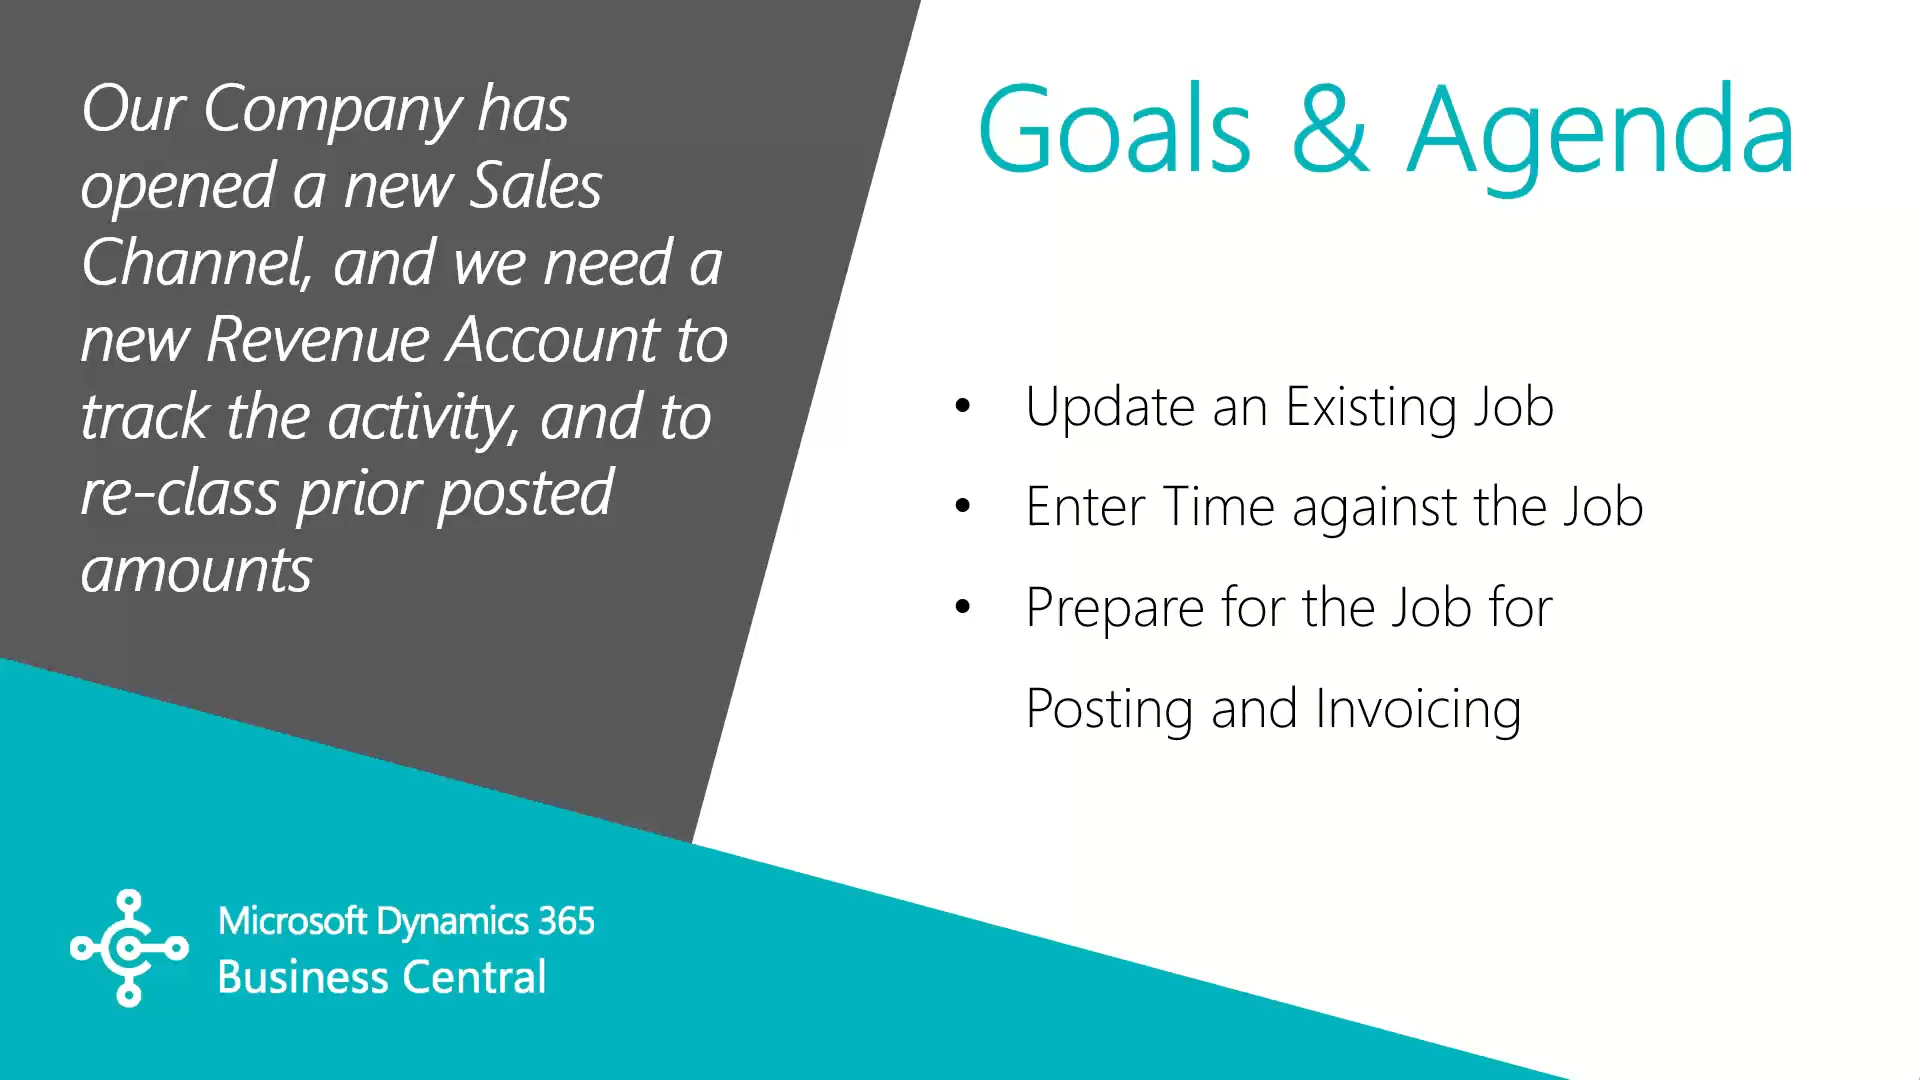 Our Company has
opened a new Sales
Channel, and we need a
new Revenue Account to
track the activity, and to
re-class prior posted
amounts
Goals & Agenda
• Update an Existing Job
• Enter Time against the Job
• Prepare for the Job for
Posting and Invoicing
Microsoft Dynamics 365
Business Central